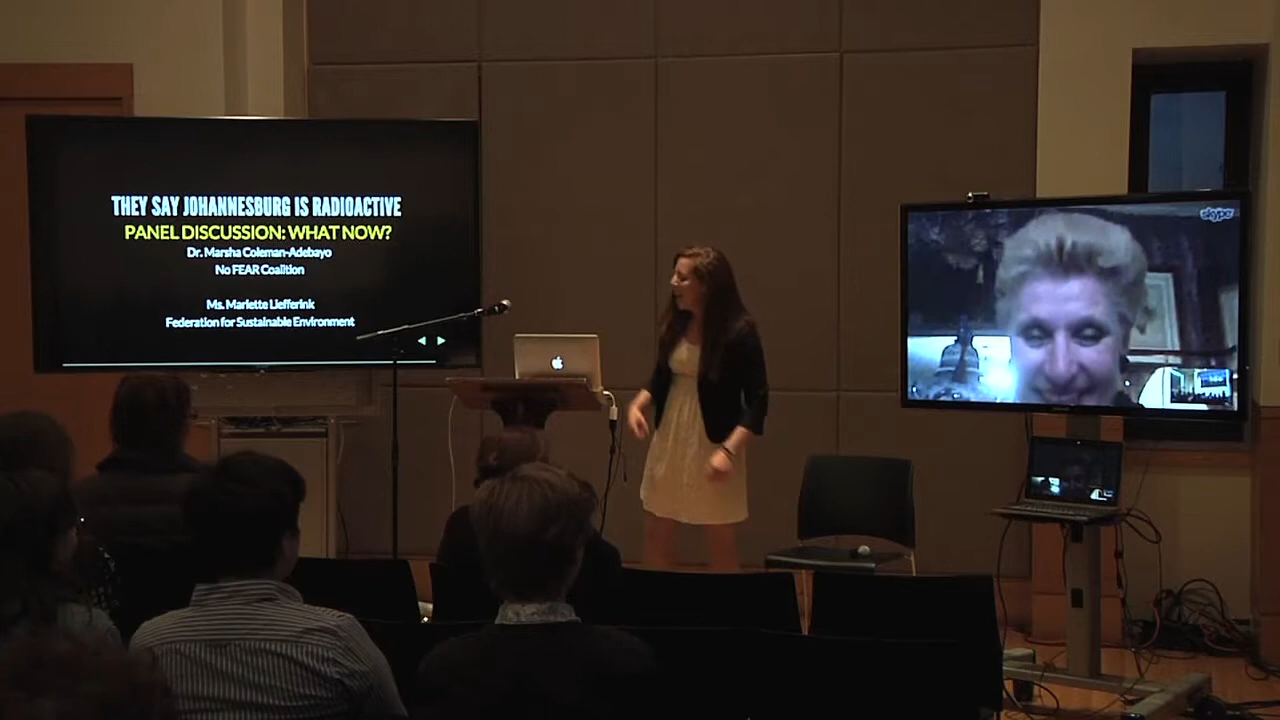 THEY SAY JOHANNESBURG IS RADIOACTIVE
PANEL DISCUSSION: WHAT NOW?
Dr. Marsha Coleman-Adebayo
No FEAR Coalition
Ms. Mariette Liefferink
Federation for Sustainable Environment
skype